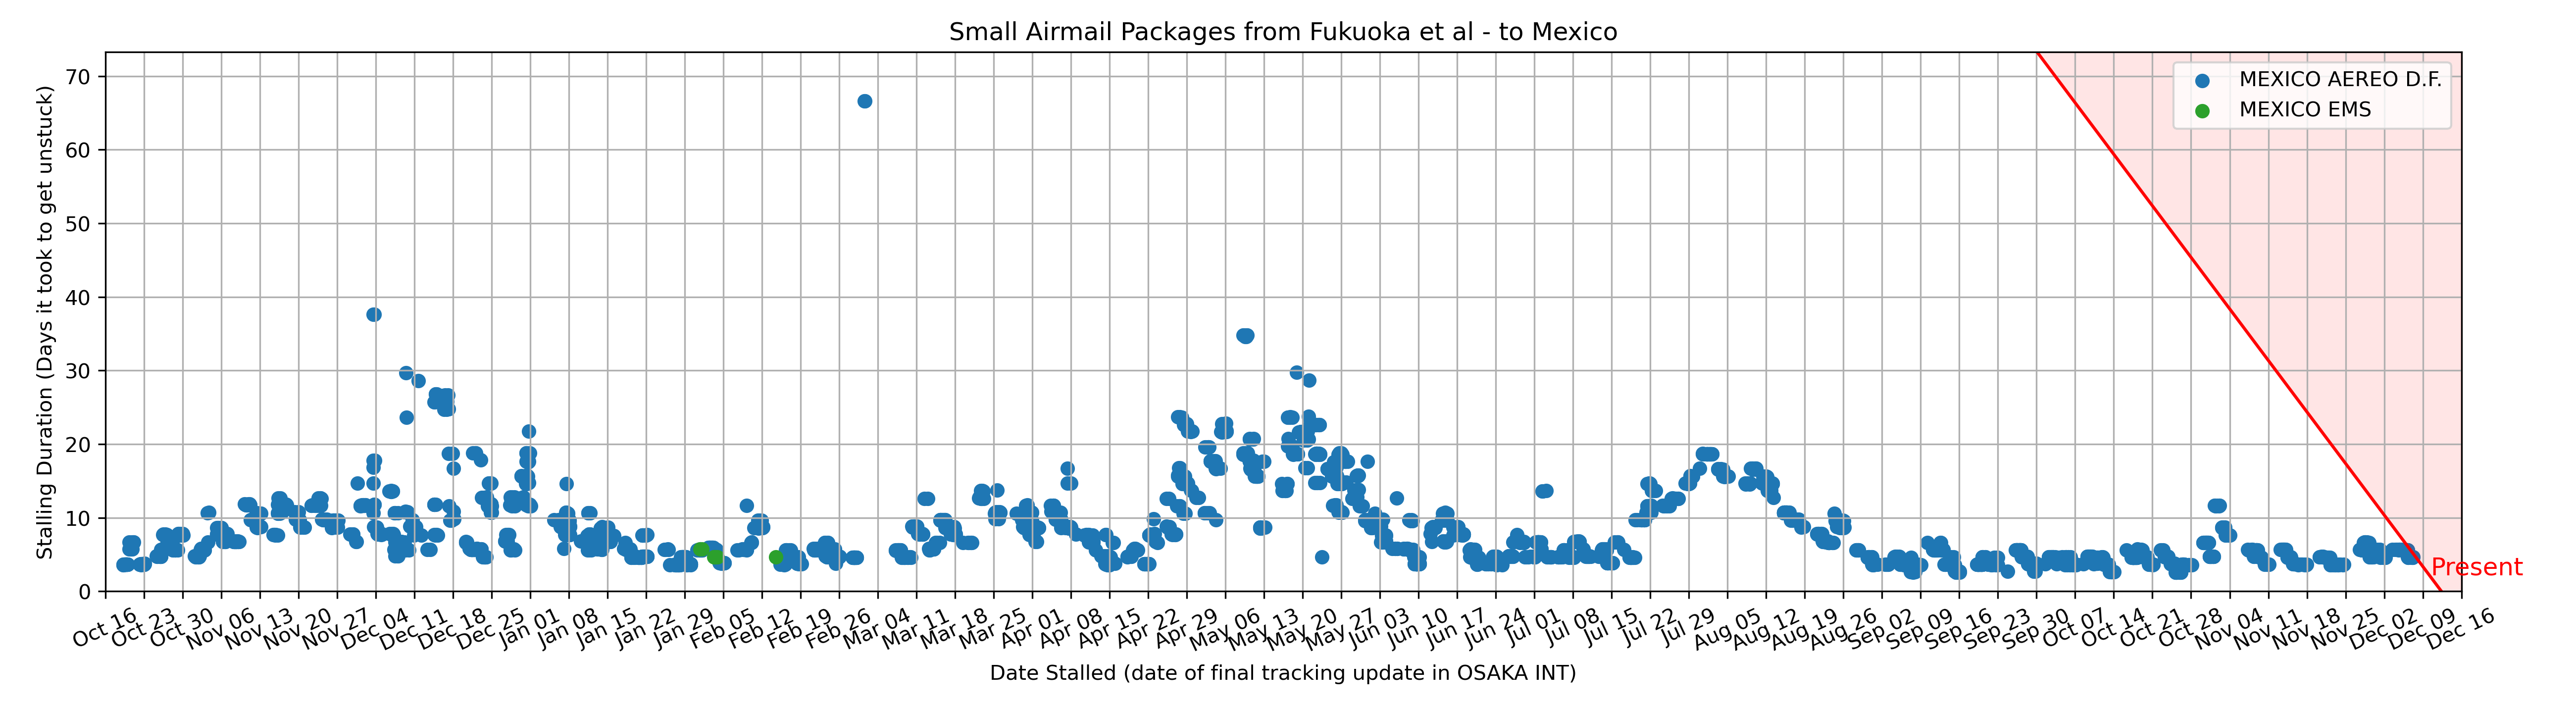 Small Airmail Packages from Fukuoka et al - to Mexico
Stalling Duration (Days it took to get unstuck)
70
60
50
40
30
20
10
0
MEXICO AEREO D.F.
MEXICO EMS
Present
Oct 16
Oct 23
Oct 30
Nov 06
Nov 13
Nov 20
Nov 27
Dec 04
Dec 11
Dec 18
Dec 25
Jan 01
Jan 08
Jan 15
Jan 22
Jan 29
Feb 05
Feb 12
Feb 19
Feb 26
Mar 04
Mar 11
Mar 18
Mar 25
Apr 01
Apr 08
Apr 15
Apr 22
Apr 29
May 06
May 13
May 20
May 27
Jun 03
Jun 10
Jun 17
Jun 24
Jul 01
Jul 08
Jul 15
Jul 22
Jul 29
Aug 05
Aug 12
Aug 19
Aug 26
Sep 02
Sep 09
Sep 16
Sep 23
Sep 30
Oct 07
Oct 14
Oct 21
Oct 28
Nov 04
Nov 11
Nov 18
Nov 25
Dec 02
Dec 09
Dec 16
Date Stalled (date of final tracking update in OSAKA INT)